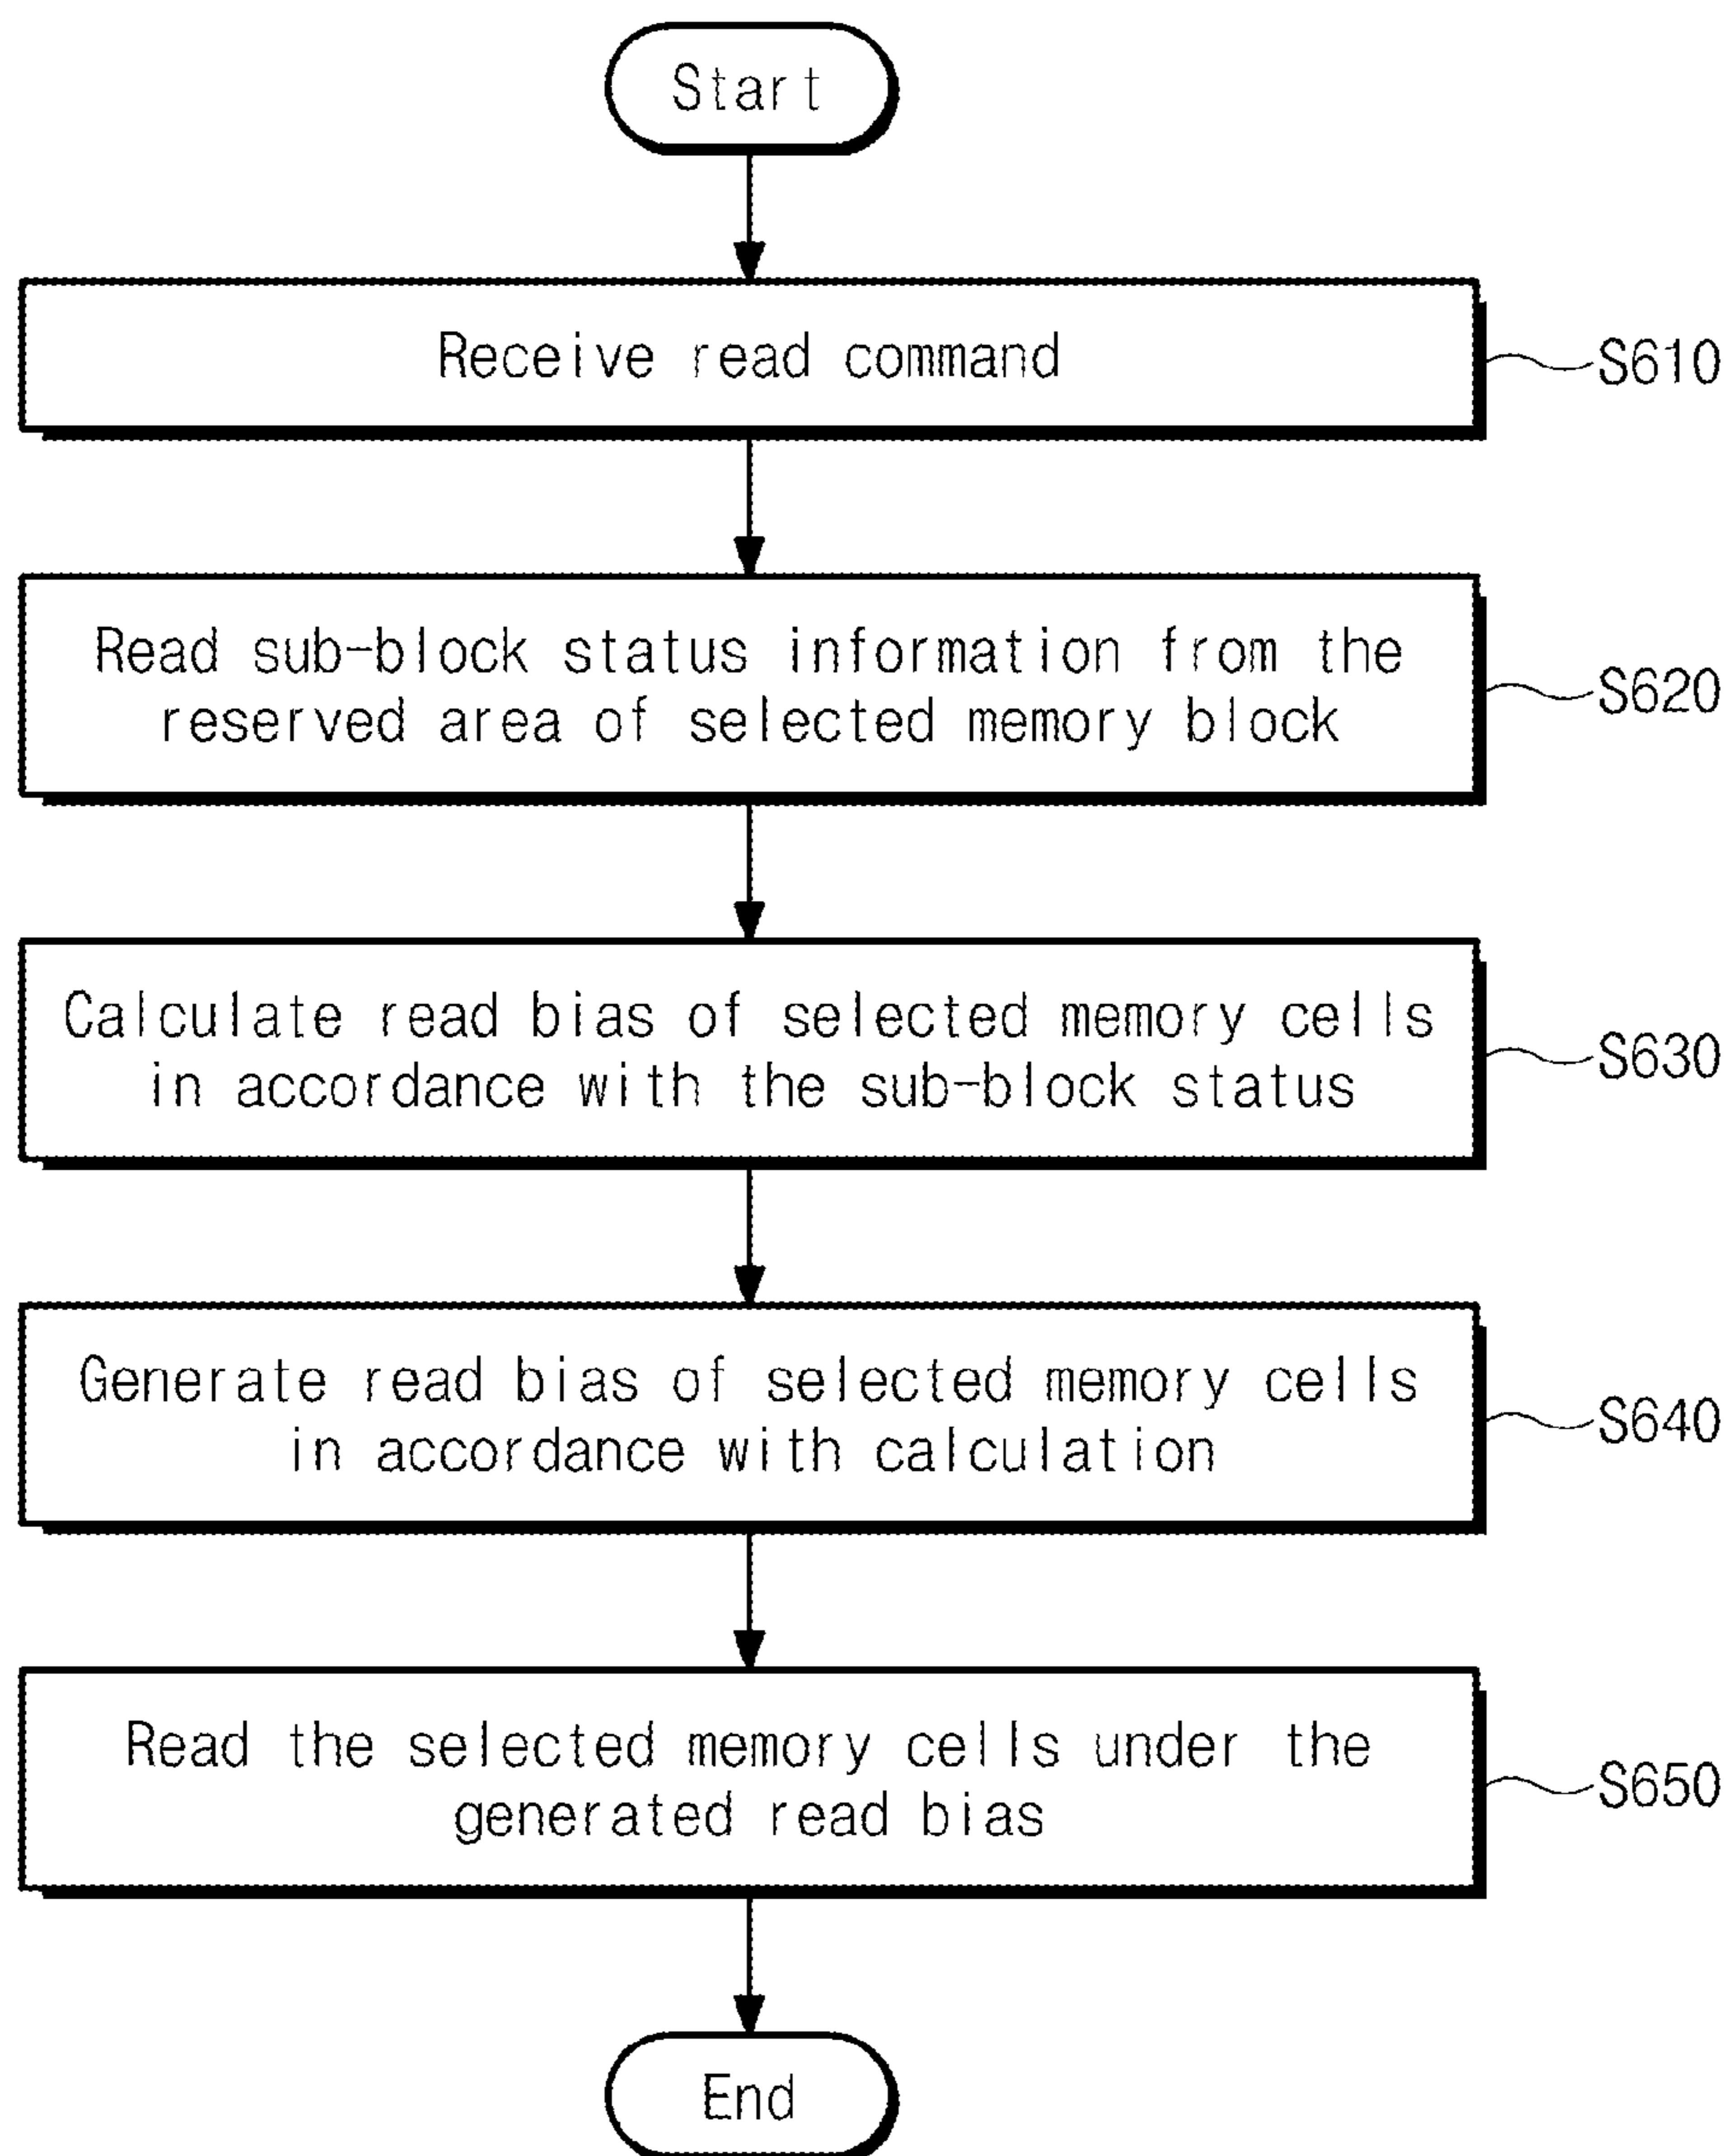 Start
Receive read command
S610
Read sub-block status information from the
reserved area of selected memory block
S620
Calculate read bias of selected memory cells
in accordance with the sub-block status
S630
Generate read bias of selected memory cells
in accordance with calculation
S640
Read the selected memory cells under the
generated read bias
S650
End